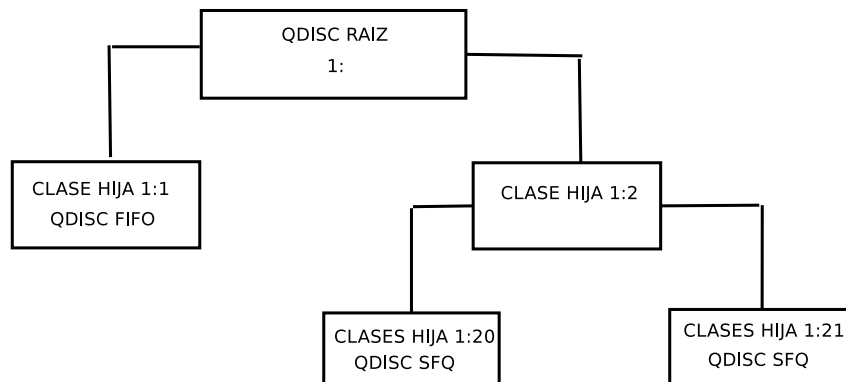 QDISC RAIZ
1:
CLASE HIJA 1:1
QDISC FIFO
CLASE HIJA 1:2
CLASES HIJA 1:20
QDISC SFQ
CLASES HIJA 1:21
QDISC SFQ